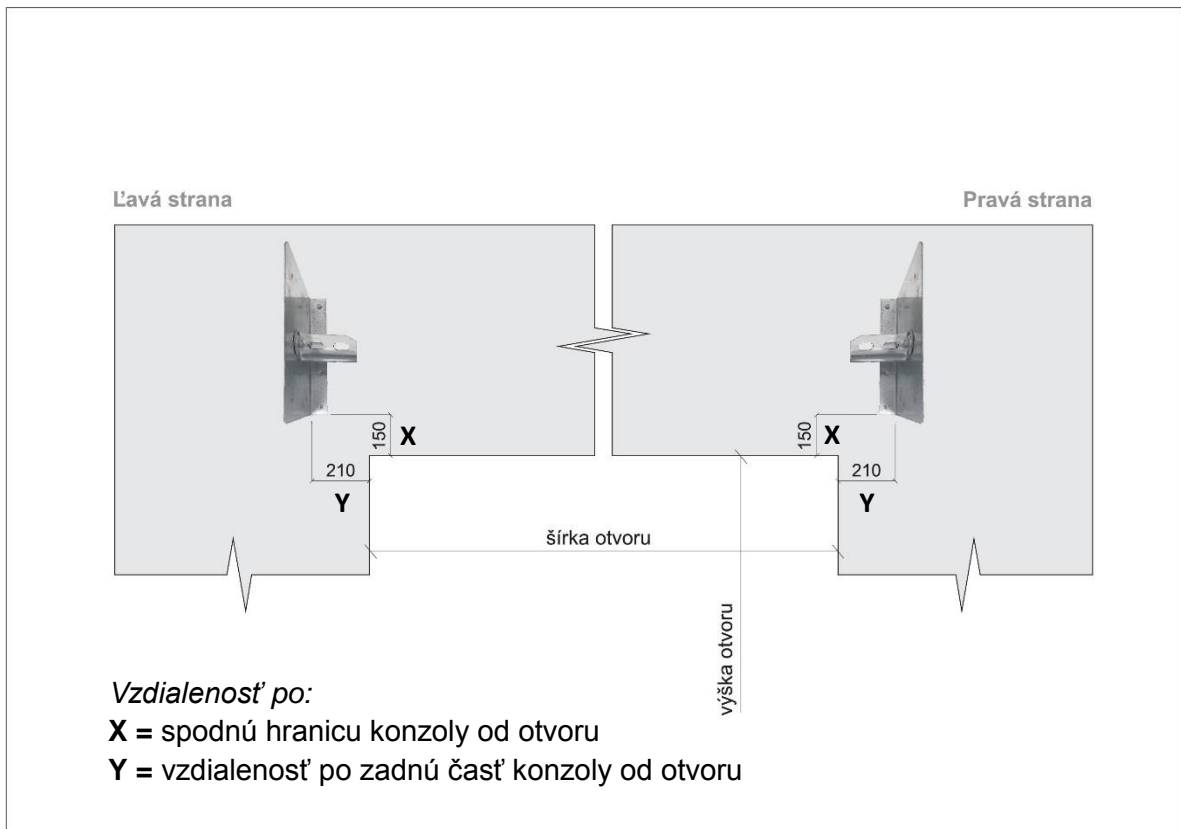 Ľavá strana
Pravá strana
150
X
150
X
210
Y
210
Y
šírka otvoru
výška otvoru
Vzdialenosť po:
X = spodnú hranicu konzoly od otvoru
Y = vzdialenosť po zadnú časť konzoly od otvoru